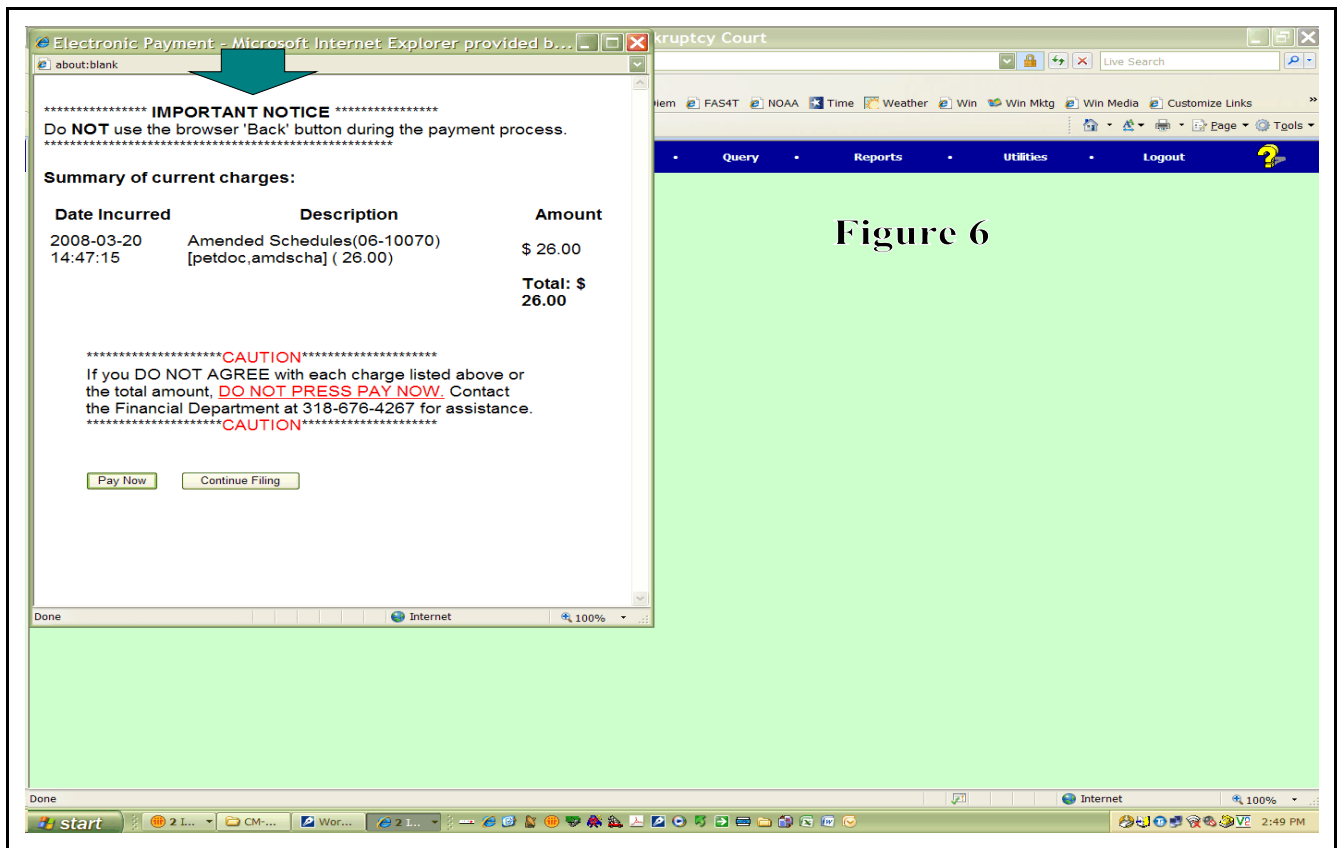 Electronic Payment - Microsoft Internet Explorer provided b...
kruptcy Court
about:blank
Live Search
iem FAS4T NOAA Time Weather Win Win Mktg Win Media Customize Links »
Page Tools
• Query • Reports • Utilities • Logout
**************** IMPORTANT NOTICE ****************
Do NOT use the browser 'Back' button during the payment process.
******************************************************
Summary of current charges:
Date Incurred Description Amount
2008-03-20 Amended Schedules(06-10070) $ 26.00
14:47:15 [petdoc,amdscha] ( 26.00)
Total: $
26.00
Figure 6
*********************CAUTION*********************
If you DO NOT AGREE with each charge listed above or
the total amount, DO NOT PRESS PAY NOW. Contact
the Financial Department at 318-676-4267 for assistance.
*********************CAUTION*********************
Pay Now Continue Filing
Done Internet 100%
Done Internet 100%
start 2 I... CM-... Wor... 2 I... 2:49 PM